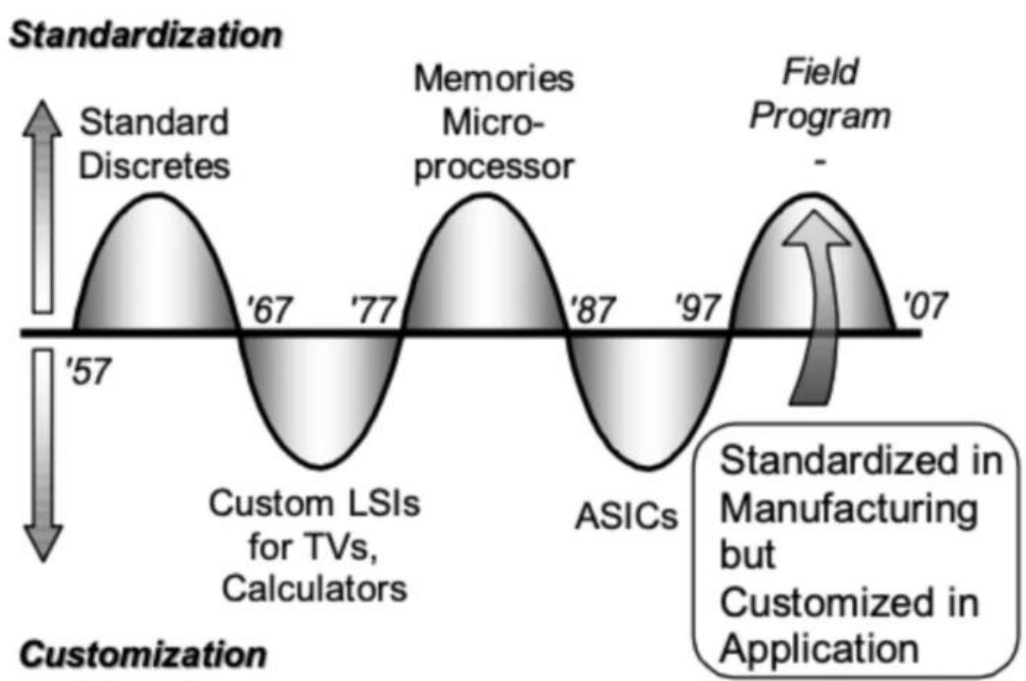 Standardization
Standard
Discretes
Memories
Micro-
processor
Field
Program
-
'57
'67
'77
'87
'97
'07
Custom LSIs
for TVs,
Calculators
ASICs
Standardized in
Manufacturing
but
Customized in
Application
Customization